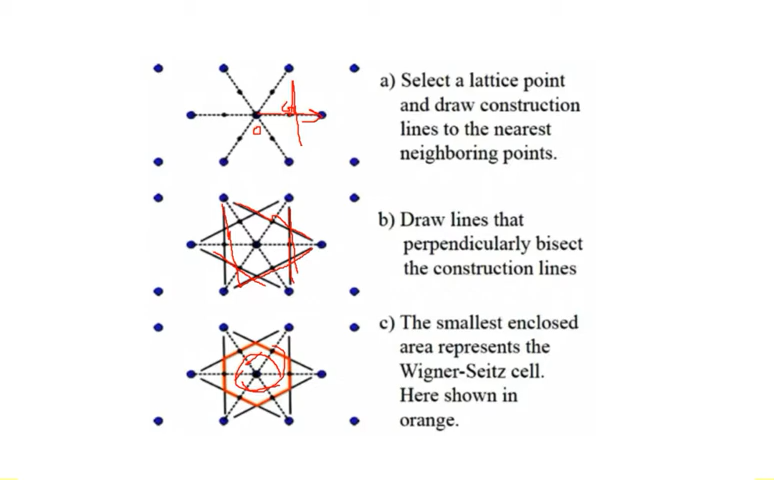 a) Select a lattice point
and draw construction
lines to the nearest
neighboring points.
b) Draw lines that
perpendicularly bisect
the construction lines
c) The smallest enclosed
area represents the
Wigner-Seitz cell.
Here shown in
orange.